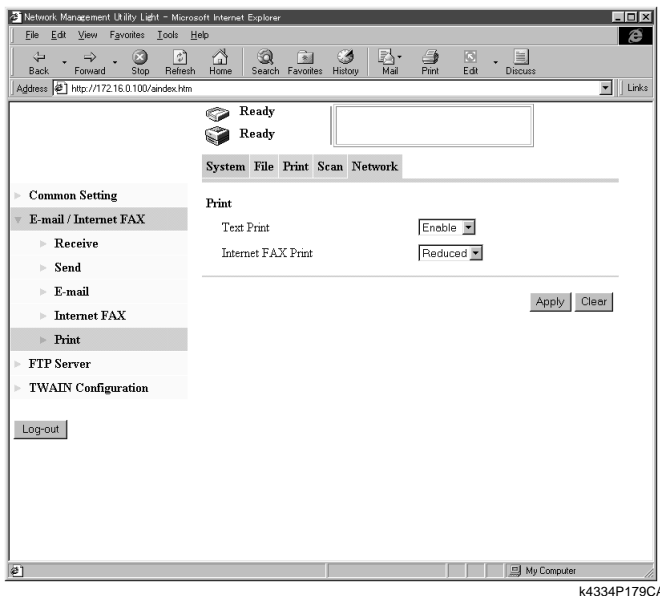 Network Management Utility Light - Microsoft Internet Explorer
File Edit View Favorites Tools Help
Back Forward Stop Refresh Home Search Favorites History Mail Print Edit Discuss
Address http://172.16.0.100/aindex.htm Links
Ready
Ready
System File Print Scan Network
Common Setting
E-mail / Internet FAX
Receive
Send
E-mail
Internet FAX
Print
FTP Server
TWAIN Configuration
Log-out
Print
Text Print Enable
Internet FAX Print Reduced
Apply Clear
My Computer
k4334P179CA